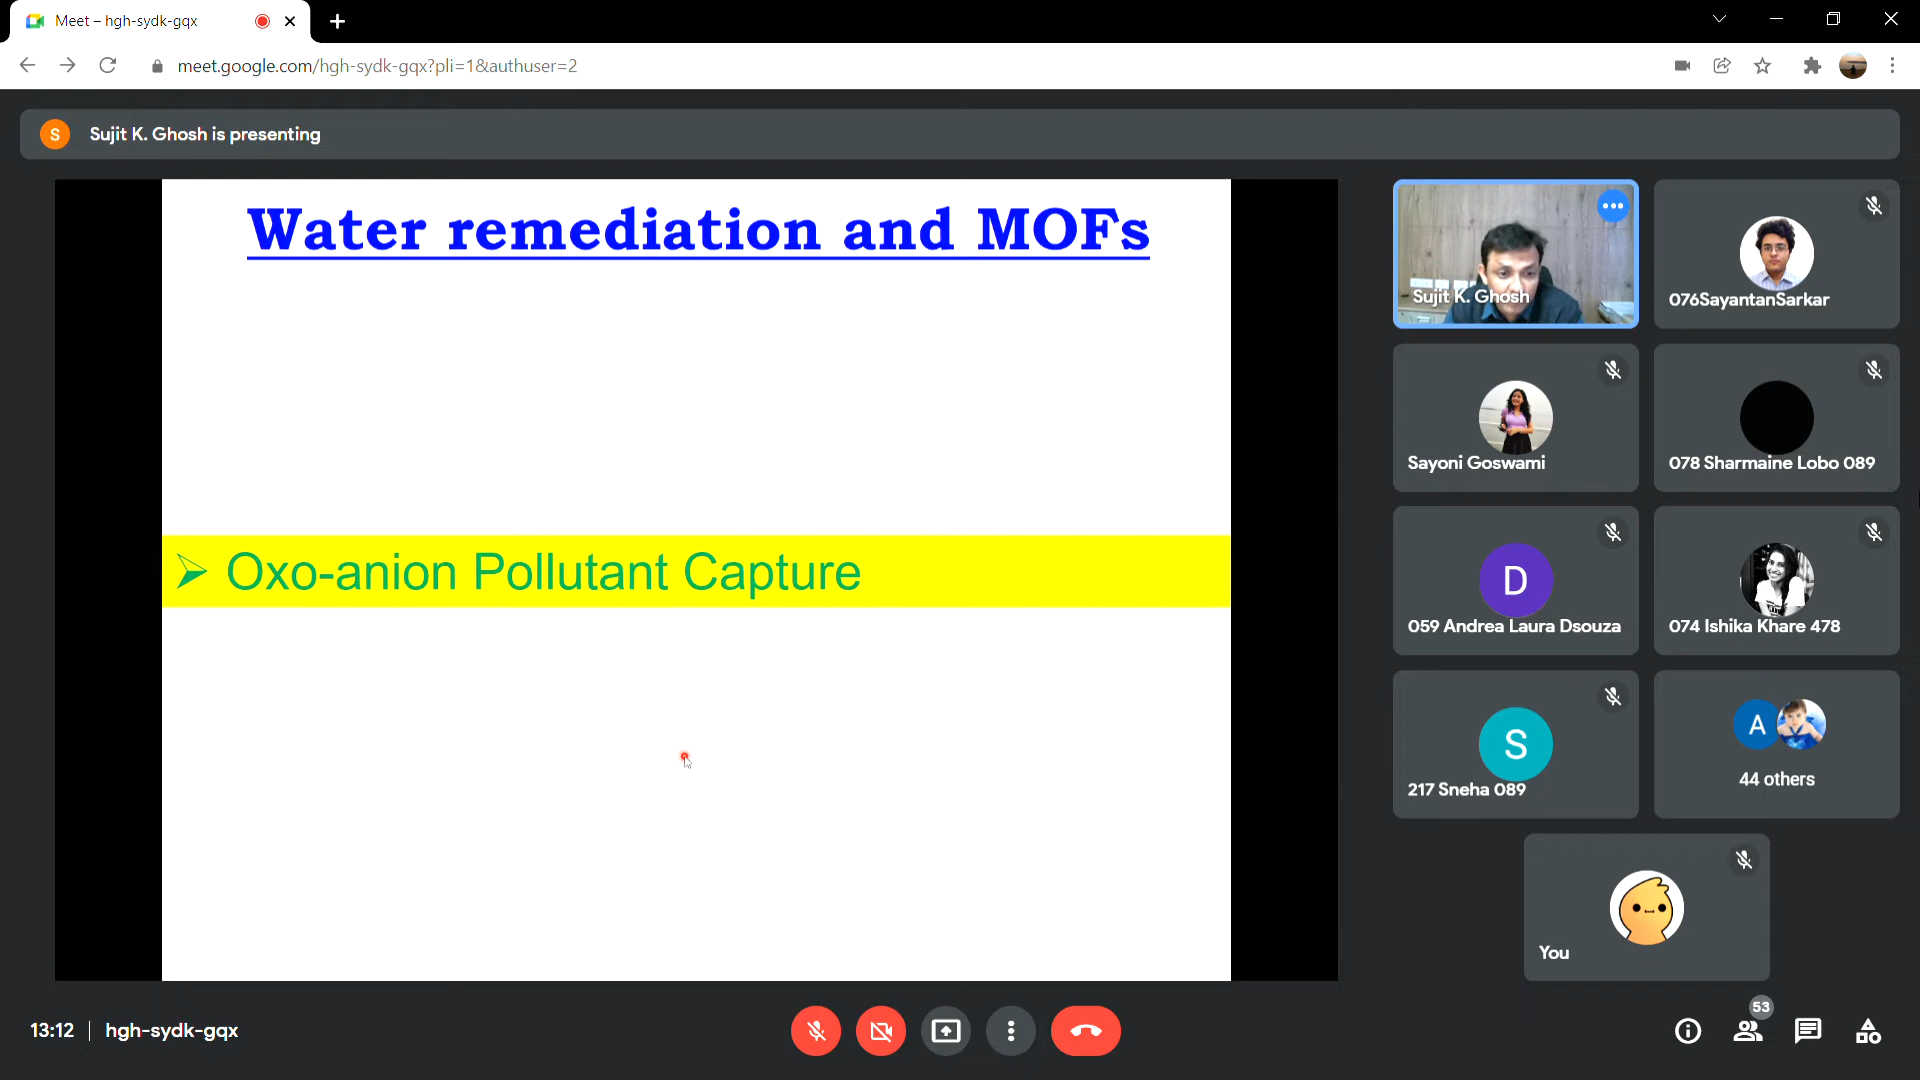 Meet – hgh-sydk-gqx
meet.google.com/hgh-sydk-gqx?pli=1&authuser=2
S
Sujit K. Ghosh is presenting
Water remediation and MOFs
➢ Oxo-anion Pollutant Capture
Sujit K. Ghosh
076SayantanSarkar
Sayoni Goswami
078 Sharmaine Lobo 089
D
059 Andrea Laura Dsouza
074 Ishika Khare 478
S
217 Sneha 089
A
44 others
You
13:12 | hgh-sydk-gqx
53